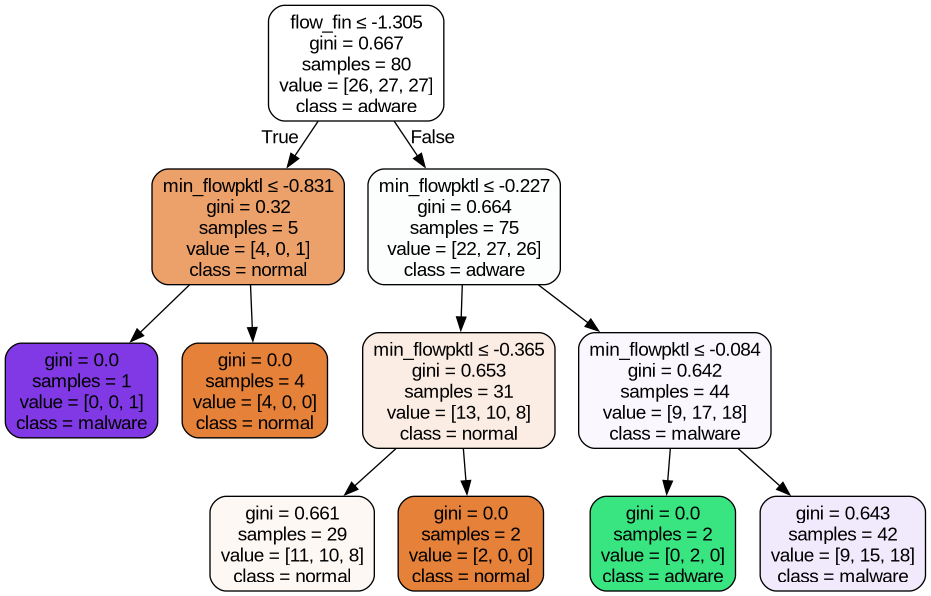 flow_fin ≤ -1.305
gini = 0.667
samples = 80
value = [26, 27, 27]
class = adware
True
False
min_flowpktl ≤ -0.831
gini = 0.32
samples = 5
value = [4, 0, 1]
class = normal
min_flowpktl ≤ -0.227
gini = 0.664
samples = 75
value = [22, 27, 26]
class = adware
gini = 0.0
samples = 1
value = [0, 0, 1]
class = malware
gini = 0.0
samples = 4
value = [4, 0, 0]
class = normal
min_flowpktl ≤ -0.365
gini = 0.653
samples = 31
value = [13, 10, 8]
class = normal
min_flowpktl ≤ -0.084
gini = 0.642
samples = 44
value = [9, 17, 18]
class = malware
gini = 0.661
samples = 29
value = [11, 10, 8]
class = normal
gini = 0.0
samples = 2
value = [2, 0, 0]
class = normal
gini = 0.0
samples = 2
value = [0, 2, 0]
class = adware
gini = 0.643
samples = 42
value = [9, 15, 18]
class = malware